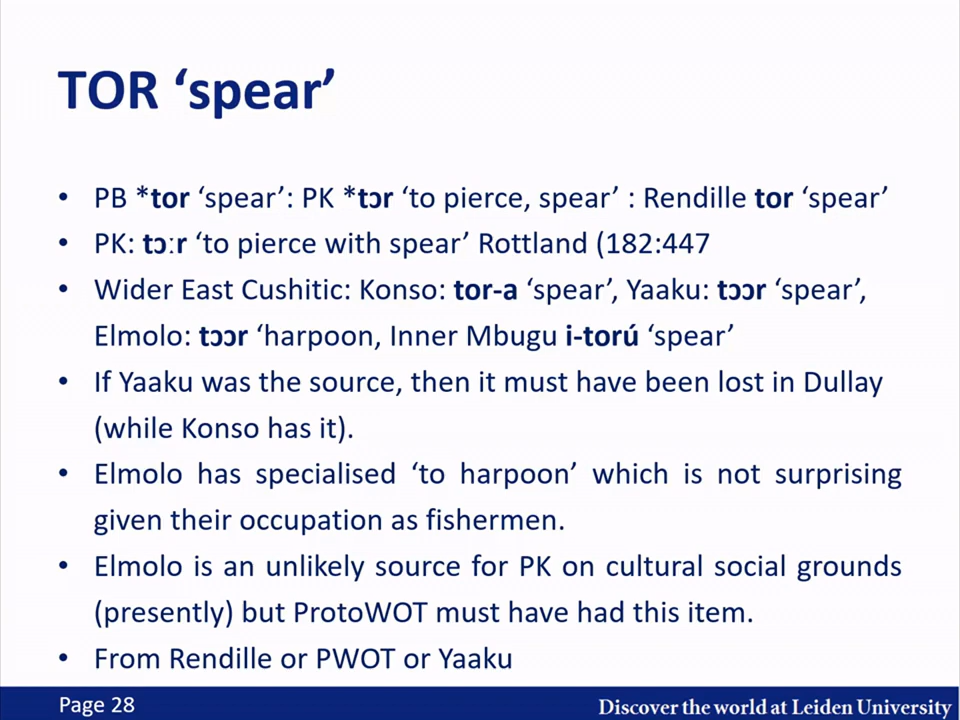 TOR ‘spear’
• PB *tor ‘spear’: PK *tɔr ‘to pierce, spear’ : Rendille tor ‘spear’
• PK: tɔːr ‘to pierce with spear’ Rottland (182:447
• Wider East Cushitic: Konso: tor-a ‘spear’, Yaaku: tɔɔr ‘spear’,
Elmolo: tɔɔr ‘harpoon, Inner Mbugu i-torú ‘spear’
• If Yaaku was the source, then it must have been lost in Dullay
(while Konso has it).
• Elmolo has specialised ‘to harpoon’ which is not surprising
given their occupation as fishermen.
• Elmolo is an unlikely source for PK on cultural social grounds
(presently) but ProtoWOT must have had this item.
• From Rendille or PWOT or Yaaku
Page 28
Discover the world at Leiden University